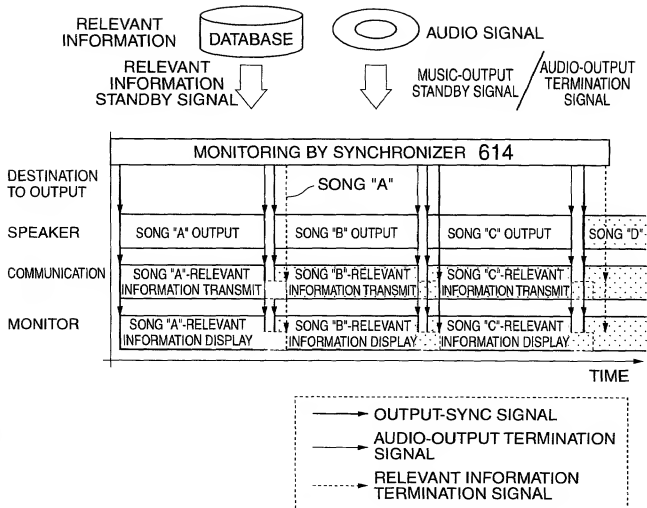 RELEVANT
INFORMATION
DATABASE
AUDIO SIGNAL
RELEVANT
INFORMATION
STANDBY SIGNAL
MUSIC-OUTPUT
STANDBY SIGNAL
AUDIO-OUTPUT
TERMINATION
SIGNAL
MONITORING BY SYNCHRONIZER 614
DESTINATION
TO OUTPUT
SONG "A"
SPEAKER
SONG "A" OUTPUT
SONG "B" OUTPUT
SONG "C" OUTPUT
SONG "D"
COMMUNICATION
SONG "A"-RELEVANT
INFORMATION TRANSMIT
SONG "B"-RELEVANT
INFORMATION TRANSMIT
SONG "C"-RELEVANT
INFORMATION TRANSMIT
MONITOR
SONG "A"-RELEVANT
INFORMATION DISPLAY
SONG "B"-RELEVANT
INFORMATION DISPLAY
SONG "C"-RELEVANT
INFORMATION DISPLAY
TIME
OUTPUT-SYNC SIGNAL
AUDIO-OUTPUT TERMINATION
SIGNAL
RELEVANT INFORMATION
TERMINATION SIGNAL